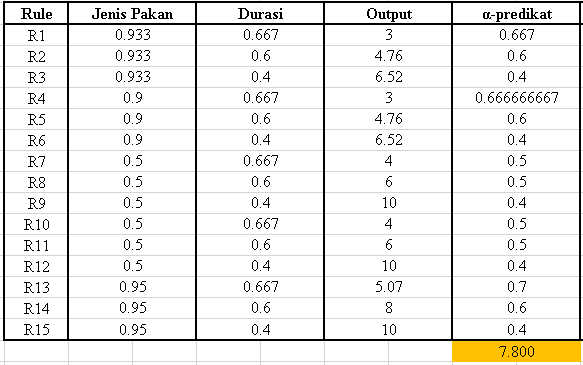 Rule Jenis Pakan Durasi Output α-predikat
R1 0.933 0.667 3 0.667
R2 0.933 0.6 4.76 0.6
R3 0.933 0.4 6.52 0.4
R4 0.9 0.667 3 0.666666667
R5 0.9 0.6 4.76 0.6
R6 0.9 0.4 6.52 0.4
R7 0.5 0.667 4 0.5
R8 0.5 0.6 6 0.5
R9 0.5 0.4 10 0.4
R10 0.5 0.667 4 0.5
R11 0.5 0.6 6 0.5
R12 0.5 0.4 10 0.4
R13 0.95 0.667 5.07 0.7
R14 0.95 0.6 8 0.6
R15 0.95 0.4 10 0.4
7.800